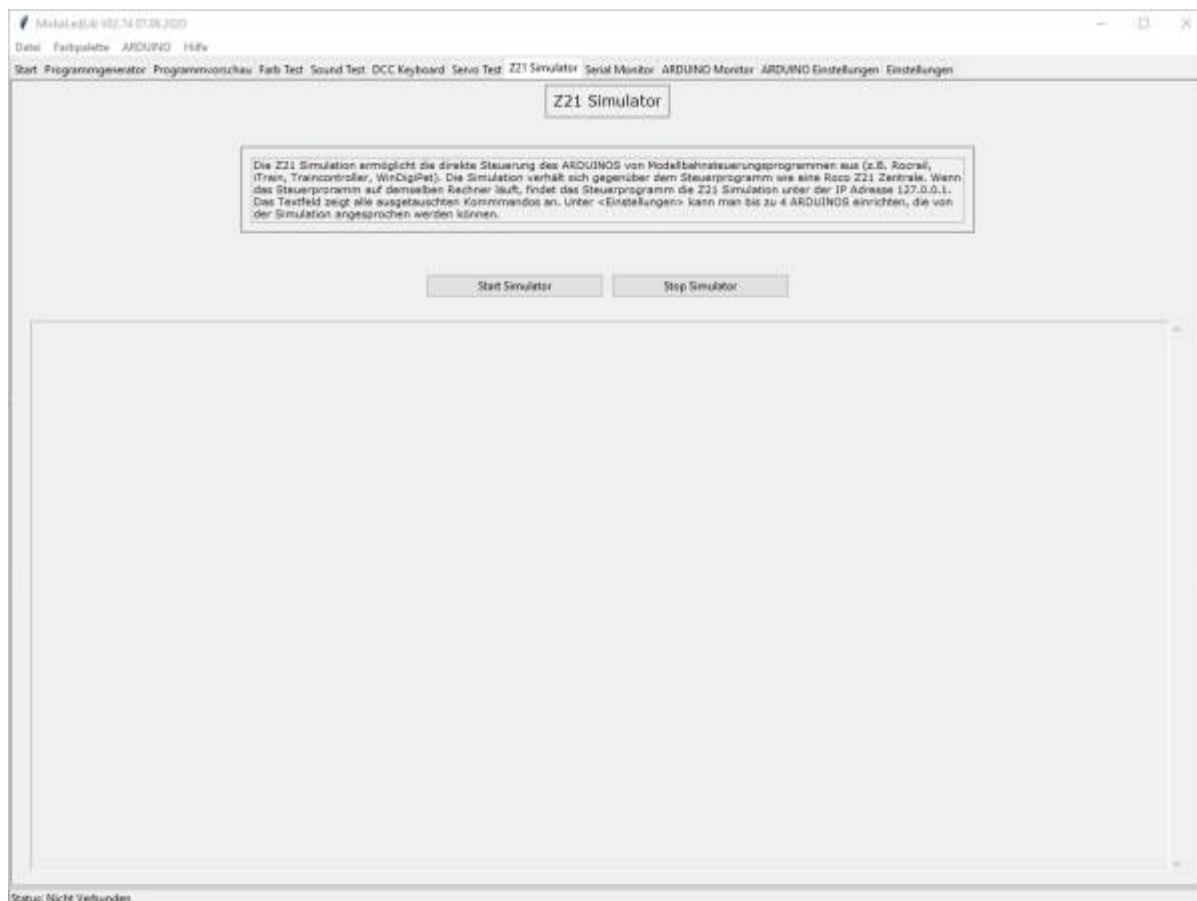 MobaLedLib V02.74 07.08.2020
Datei Farbpalette ARDUINO Hilfe
Start Programmgenerator Programmvorschau Farb Test Sound Test DCC Keyboard Servo Test Z21 Simulator Serial Monitor ARDUINO Monitor ARDUINO Einstellungen Einstellungen
Z21 Simulator
Die Z21 Simulation ermöglicht die direkte Steuerung des ARDUINOS von Modellbahnsteuerungsprogrammen aus (z.B. Rocrail,
iTrain, Traincontroller, WinDigiPet). Die Simulation verhält sich gegenüber dem Steuerprogramm wie eine Roco Z21 Zentrale. Wenn
das Steuerproramm auf demselben Rechner läuft, findet das Steuerprogramm die Z21 Simulation unter der IP Adresse 127.0.0.1.
Das Textfeld zeigt alle ausgetauschten Kommmandos an. Unter <Einstellungen> kann man bis zu 4 ARDUINOS einrichten, die von
der Simulation angesprochen werden können.
Start Simulator Stop Simulator
Status: Nicht Verbunden